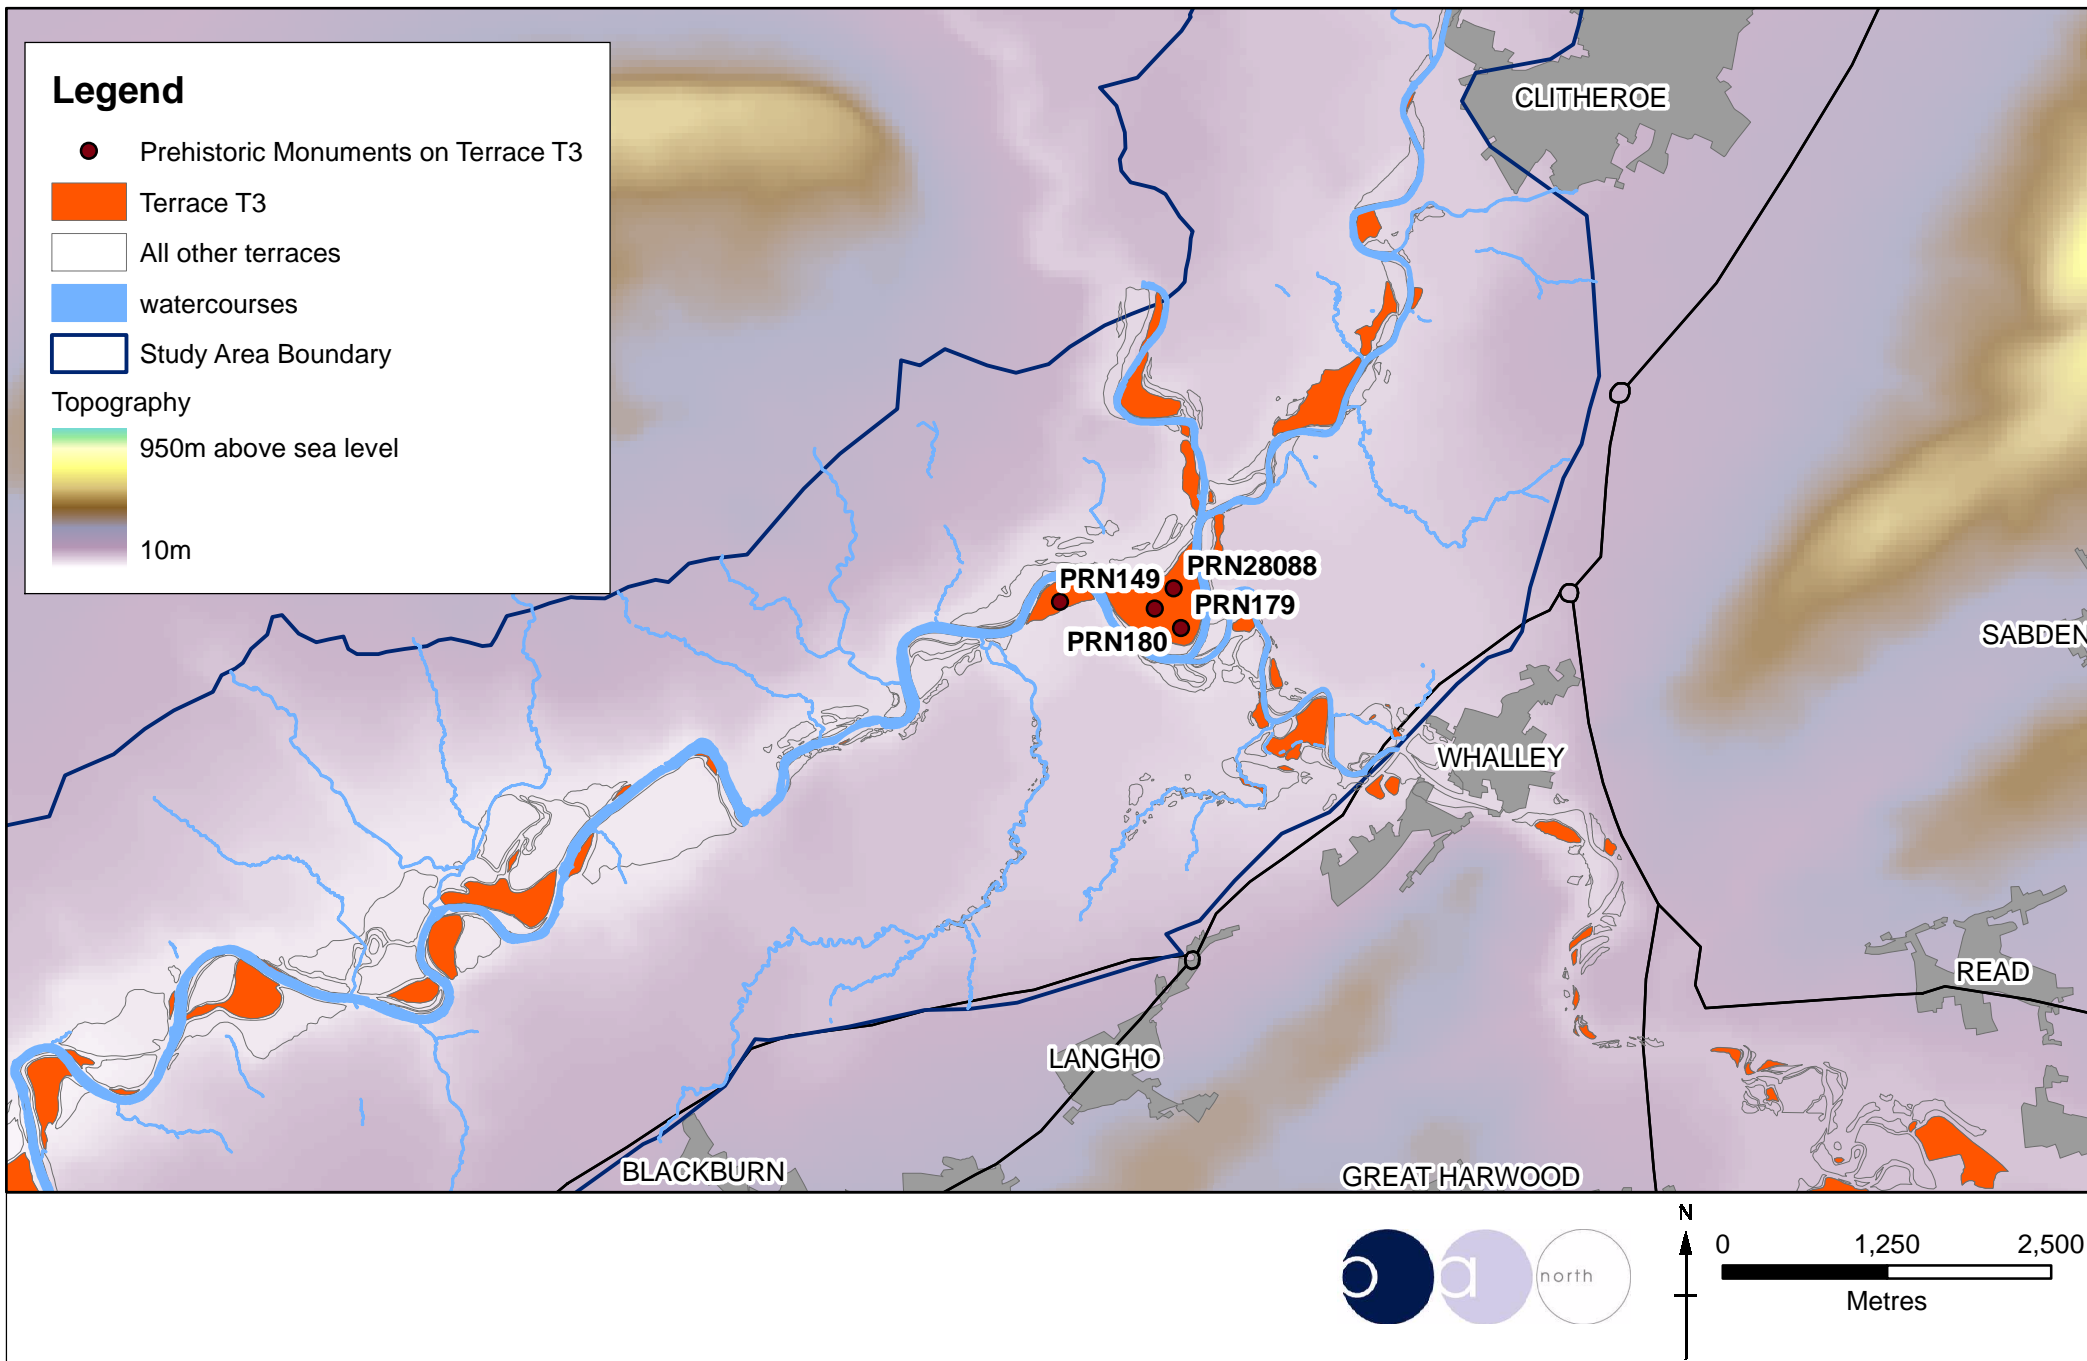 Legend
Prehistoric Monuments on Terrace T3
Terrace T3
All other terraces
watercourses
Study Area Boundary
Topography
950m above sea level
10m
CLITHEROE
PRN149
PRN28088
PRN179
PRN180
SABDEN
WHALLEY
READ
LANGHO
BLACKBURN
GREAT HARWOOD
o a north
N
0 1,250 2,500
Metres